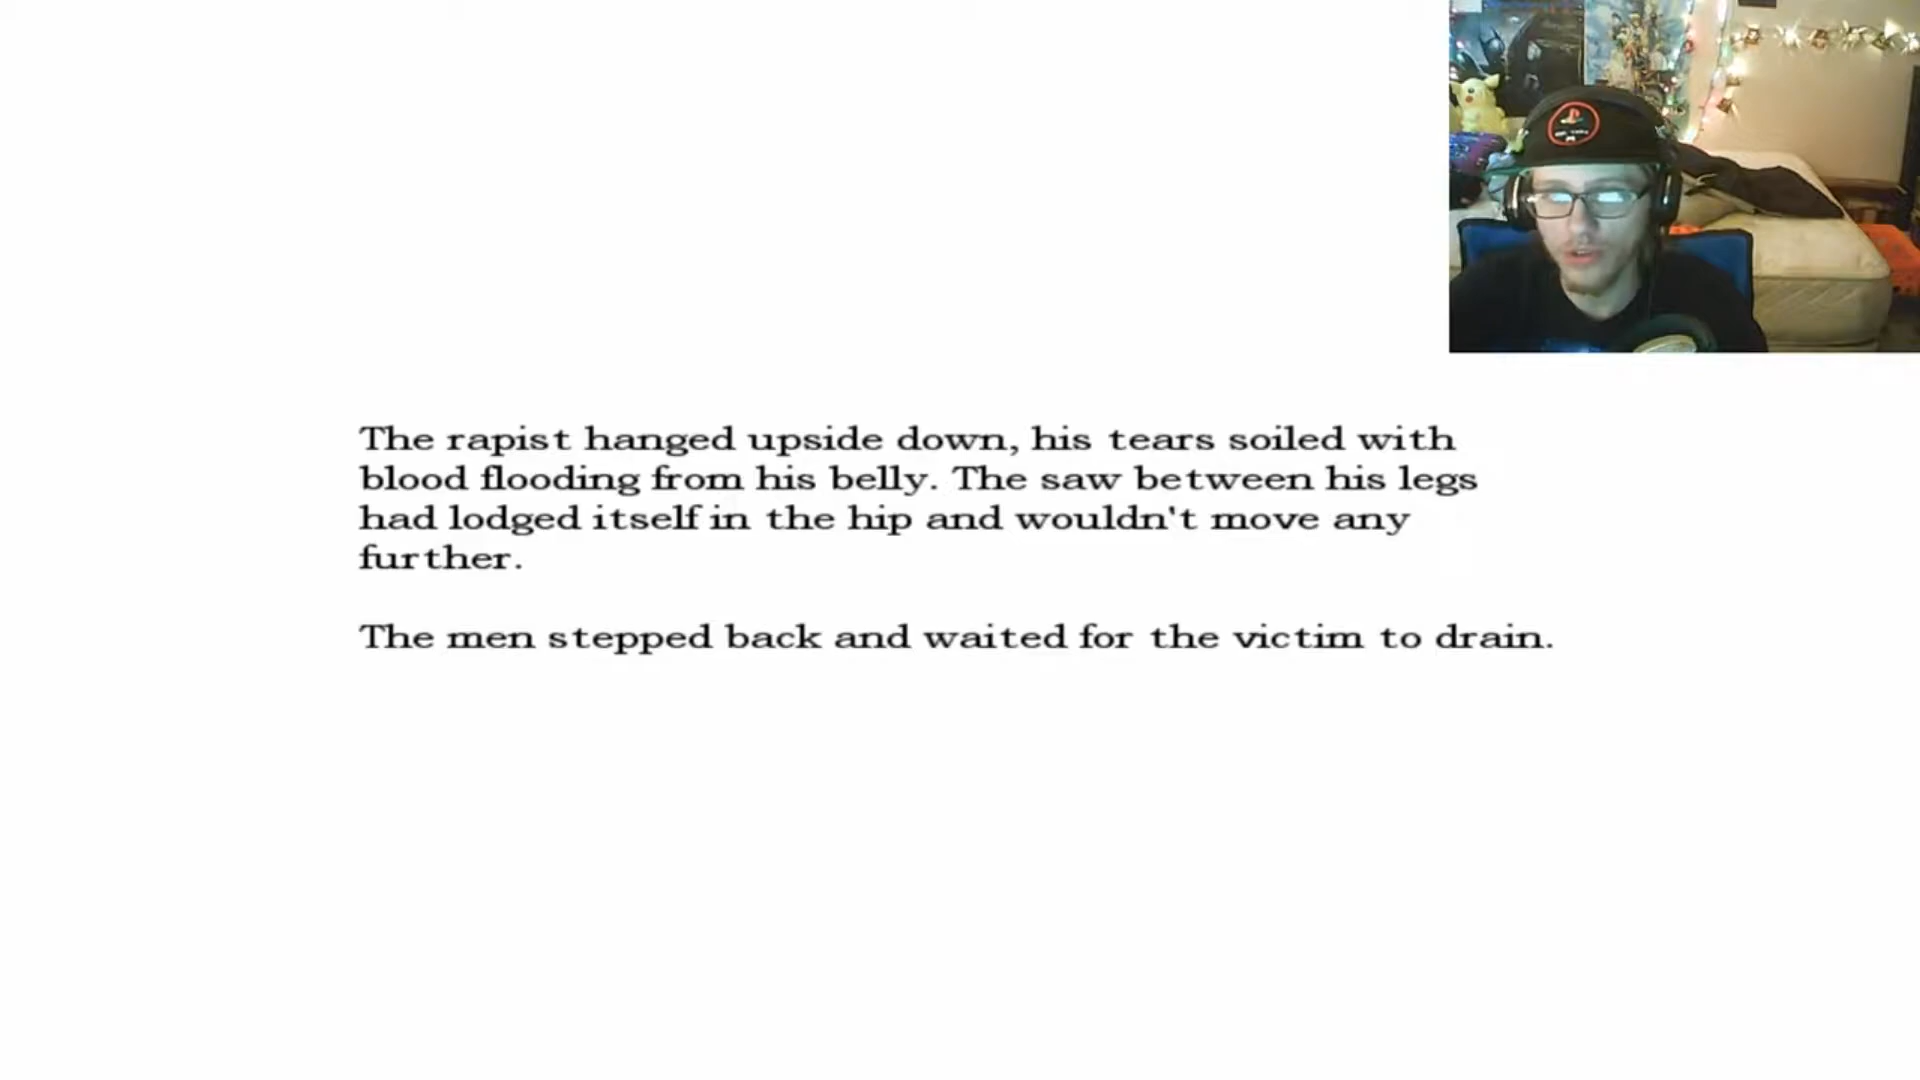 The rapist hanged upside down, his tears soiled with
blood flooding from his belly. The saw between his legs
had lodged itself in the hip and wouldn't move any
further.
The men stepped back and waited for the victim to drain.